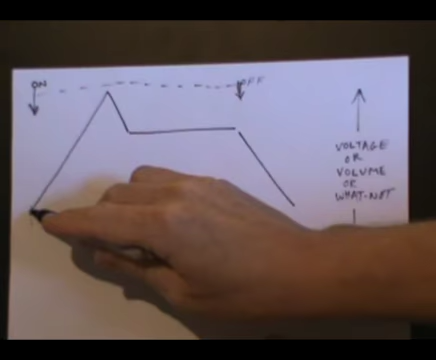 ON
OFF
VOLTAGE
OR
VOLUME
OR
WHAT-NOT